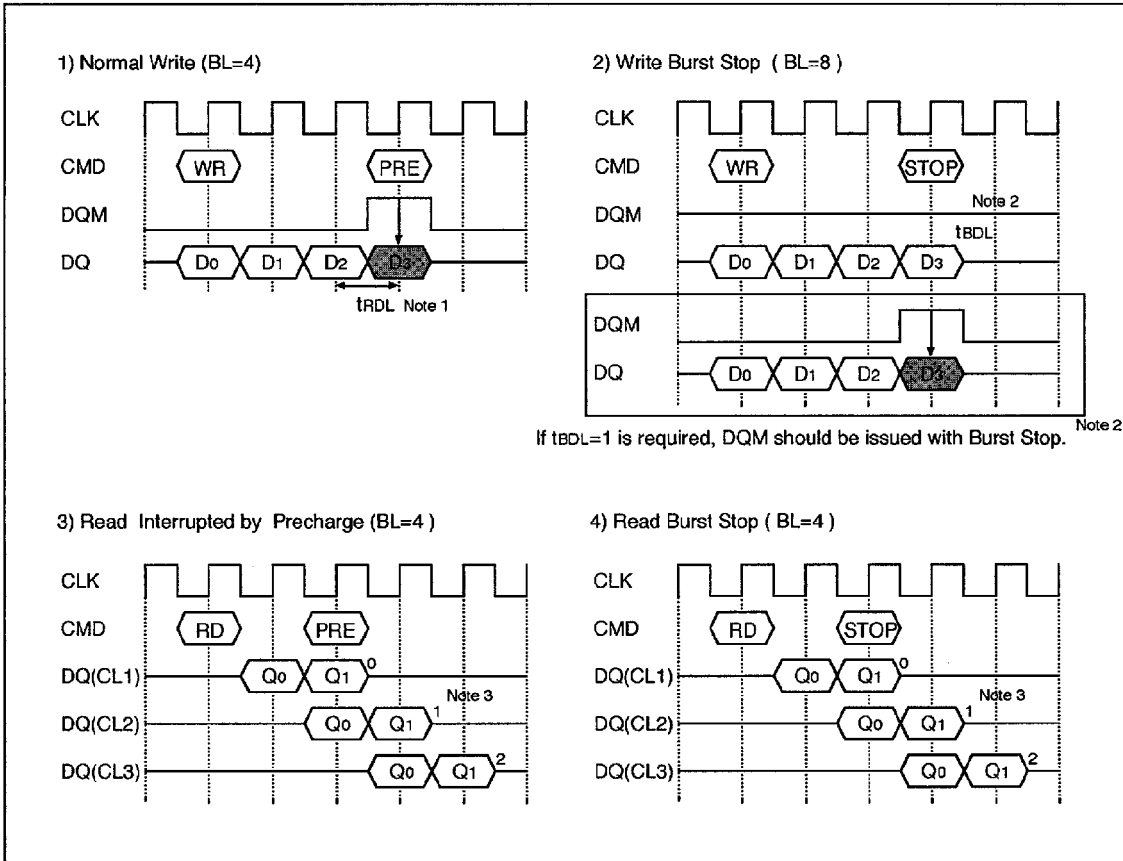 1) Normal Write (BL=4)
CLK
CMD WR PRE
DQM
DQ D0 D1 D2 D3
tRDL Note 1
2) Write Burst Stop ( BL=8 )
CLK
CMD WR STOP
DQM Note 2
tBDL
DQ D0 D1 D2 D3
DQM
DQ D0 D1 D2 D3
Note 2
If tBDL=1 is required, DQM should be issued with Burst Stop.
3) Read Interrupted by Precharge (BL=4 )
CLK
CMD RD PRE
DQ(CL1) Q0 Q1 0
Note 3
DQ(CL2) Q0 Q1 1
DQ(CL3) Q0 Q1 2
4) Read Burst Stop ( BL=4 )
CLK
CMD RD STOP
DQ(CL1) Q0 Q1 0
Note 3
DQ(CL2) Q0 Q1 1
DQ(CL3) Q0 Q1 2